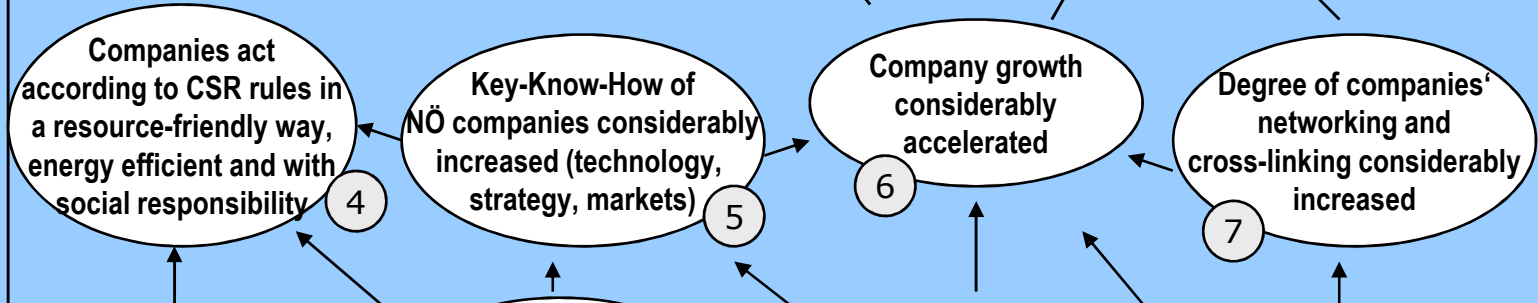 Companies act
according to CSR rules in
a resource-friendly way,
energy efficient and with
social responsibility
4
Key-Know-How of
NÖ companies considerably
increased (technology,
strategy, markets)
5
Company growth
considerably
accelerated
6
Degree of companies‘
networking and
cross-linking considerably
increased
7